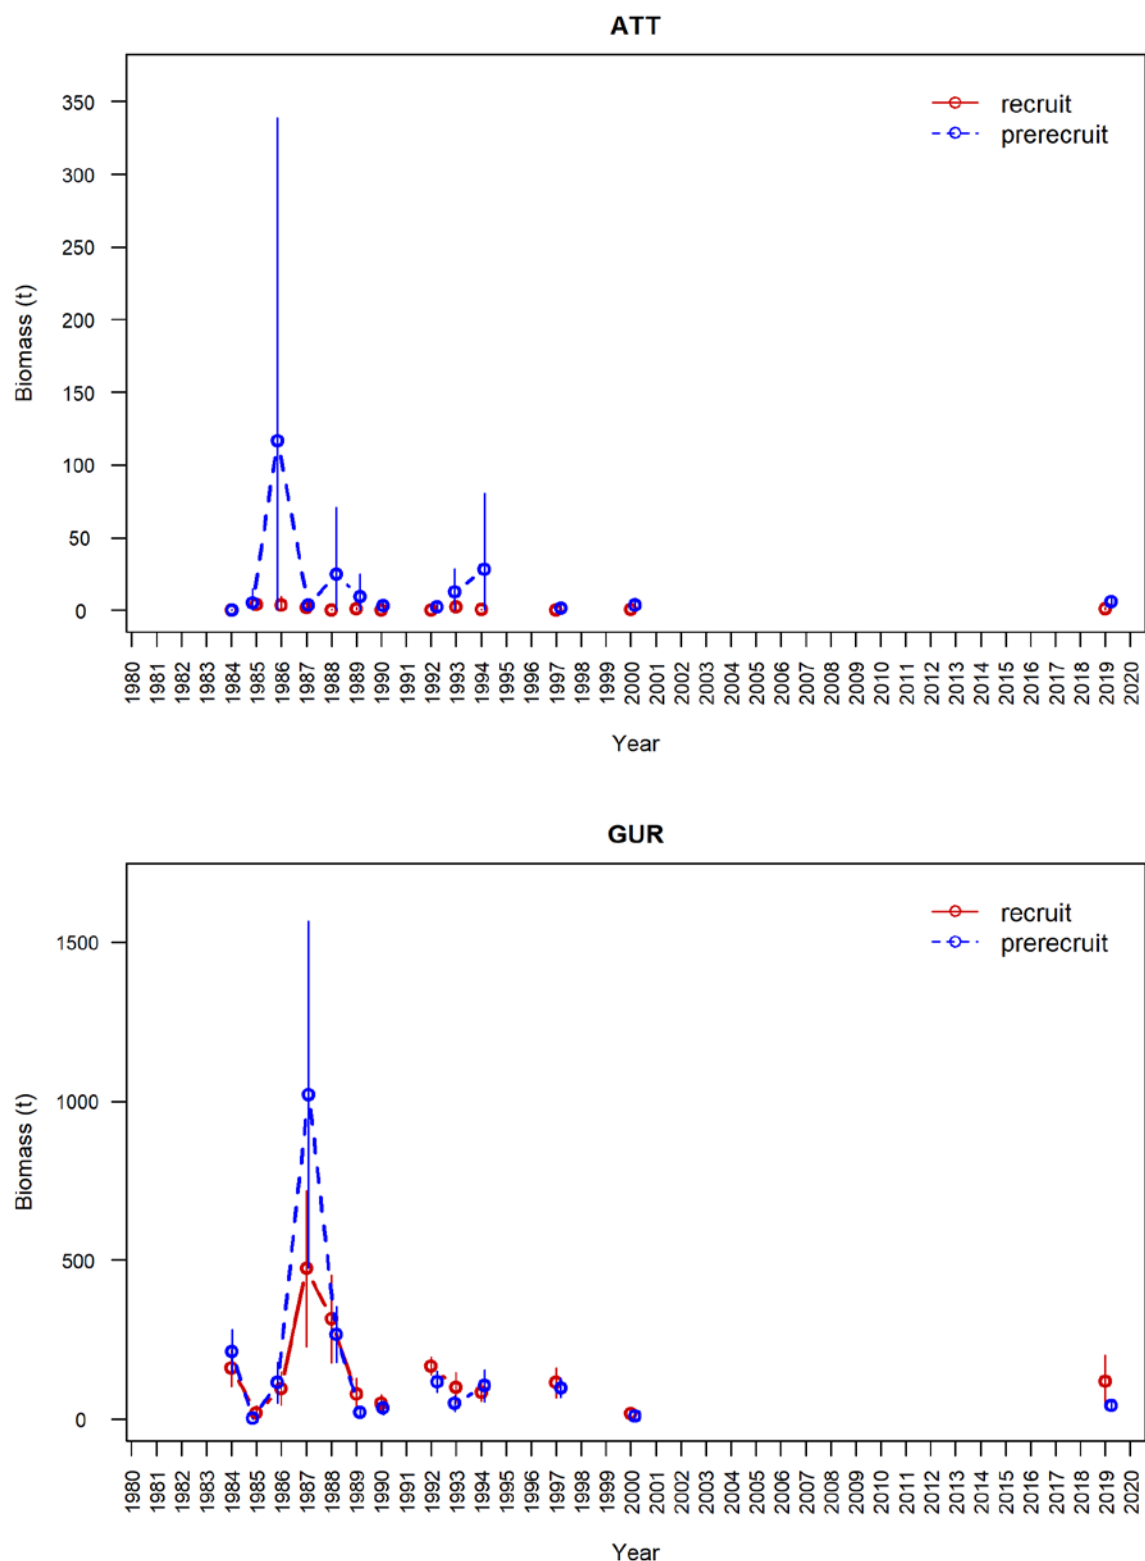 ATT
recruit
prerecruit
350
300
250
200
150
100
50
0
Biomass (t)
1980 1981 1982 1983 1984 1985 1986 1987 1988 1989 1990 1991 1992 1993 1994 1995 1996 1997 1998 1999 2000 2001 2002 2003 2004 2005 2006 2007 2008 2009 2010 2011 2012 2013 2014 2015 2016 2017 2018 2019 2020
Year
GUR
recruit
prerecruit
1500
1000
500
0
Biomass (t)
1980 1981 1982 1983 1984 1985 1986 1987 1988 1989 1990 1991 1992 1993 1994 1995 1996 1997 1998 1999 2000 2001 2002 2003 2004 2005 2006 2007 2008 2009 2010 2011 2012 2013 2014 2015 2016 2017 2018 2019 2020
Year